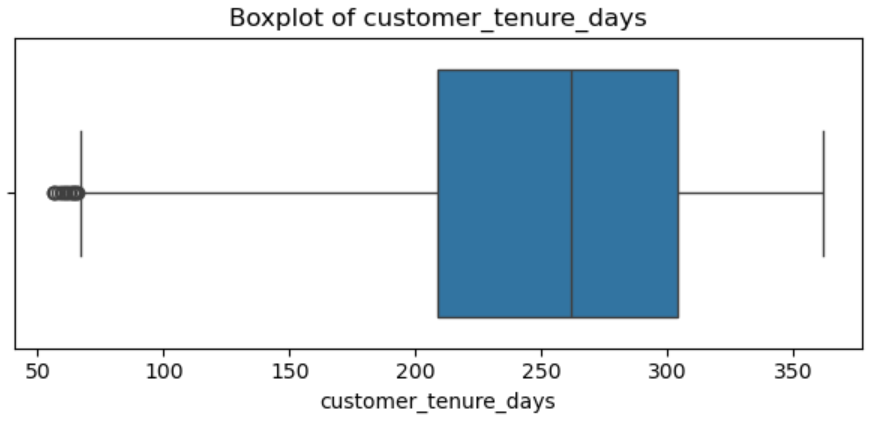 Boxplot of customer_tenure_days
50 100 150 200 250 300 350
customer_tenure_days